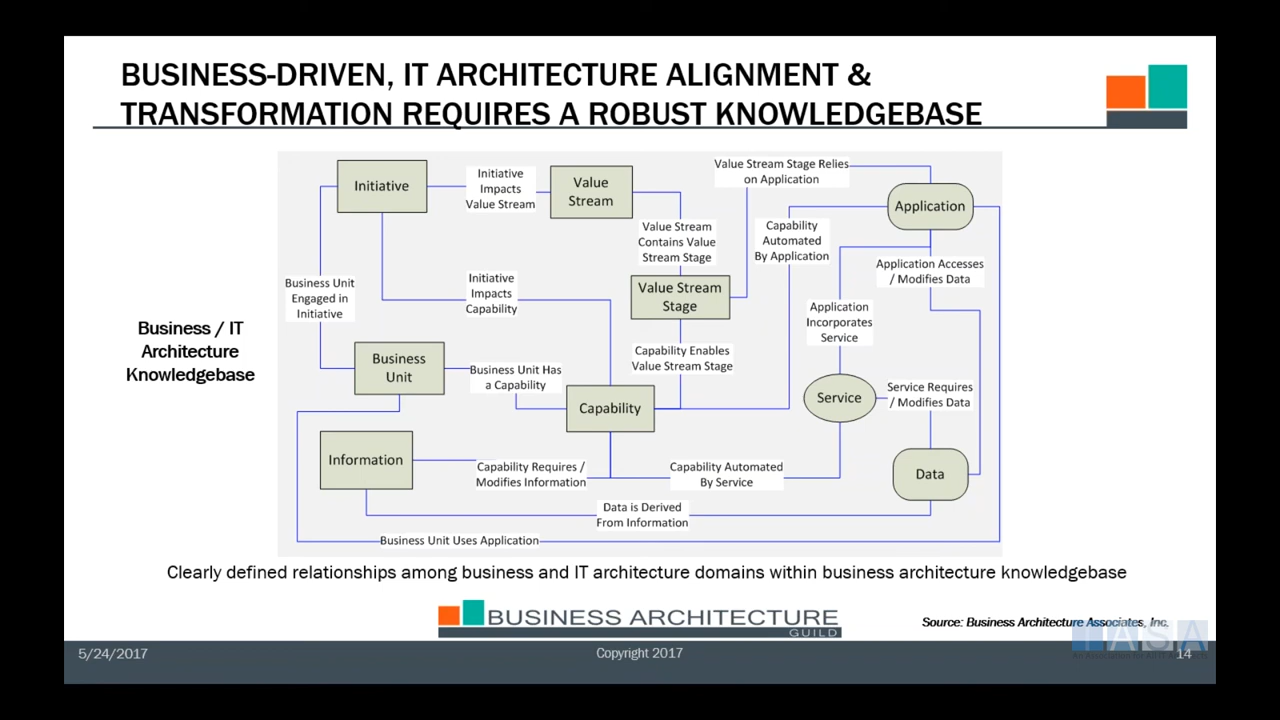 BUSINESS-DRIVEN, IT ARCHITECTURE ALIGNMENT &
TRANSFORMATION REQUIRES A ROBUST KNOWLEDGEBASE
Business / IT
Architecture
Knowledgebase
Initiative
Initiative
Impacts
Value Stream
Value
Stream
Value Stream Stage Relies
on Application
Application
Capability
Automated
By Application
Value Stream
Contains Value
Stream Stage
Application Accesses
/ Modifies Data
Business Unit
Engaged in
Initiative
Initiative
Impacts
Capability
Value Stream
Stage
Application
Incorporates
Service
Business
Unit
Business Unit Has
a Capability
Capability Enables
Value Stream Stage
Capability
Service
Service Requires
/ Modifies Data
Information
Capability Requires /
Modifies Information
Capability Automated
By Service
Data
Data is Derived
From Information
Business Unit Uses Application
Clearly defined relationships among business and IT architecture domains within business architecture knowledgebase
BUSINESS ARCHITECTURE
GUILD
Source: Business Architecture Associates, Inc.
IASA
5/24/2017
Copyright 2017
14